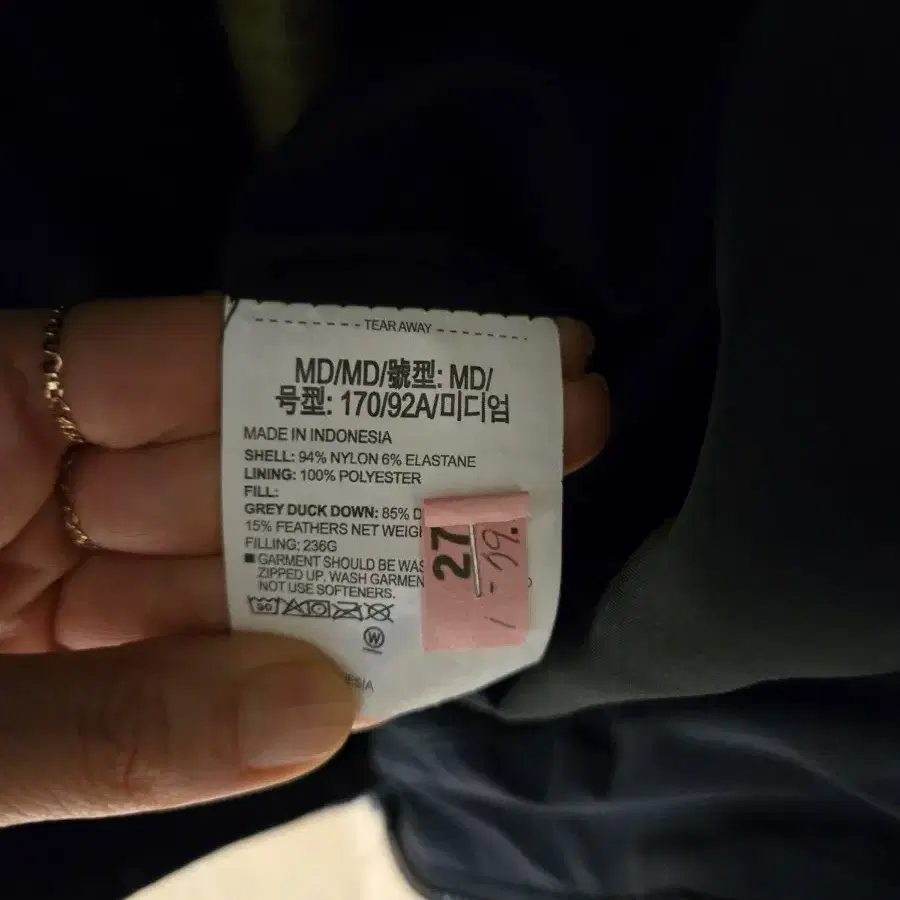 TEAR AWAY
MD/MD/號型: MD/
号型: 170/92A/미디엄
MADE IN INDONESIA
SHELL: 94% NYLON 6% ELASTANE
LINING: 100% POLYESTER
FILL:
GREY DUCK DOWN: 85% D
15% FEATHERS NET WEIG
FILLING: 236G
■ GARMENT SHOULD BE WAS
ZIPPED UP. WASH GARMEN
NOT USE SOFTENERS.
30
W
ESIA
27